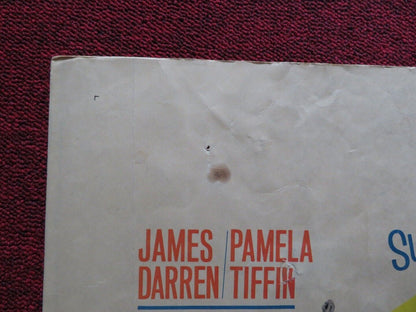 JAMES / PAMELA
DARREN / TIFFIN